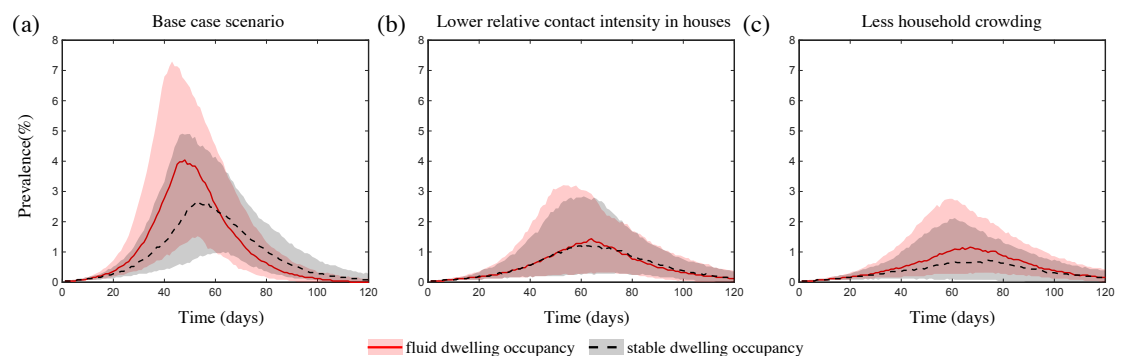 (a) Base case scenario
(b) Lower relative contact intensity in houses
(c) Less household crowding
Prevalence(%)
8
7
6
5
4
3
2
1
0
0 20 40 60 80 100 120
Time (days)
8
7
6
5
4
3
2
1
0
0 20 40 60 80 100 120
Time (days)
8
7
6
5
4
3
2
1
0
0 20 40 60 80 100 120
Time (days)
fluid dwelling occupancy stable dwelling occupancy